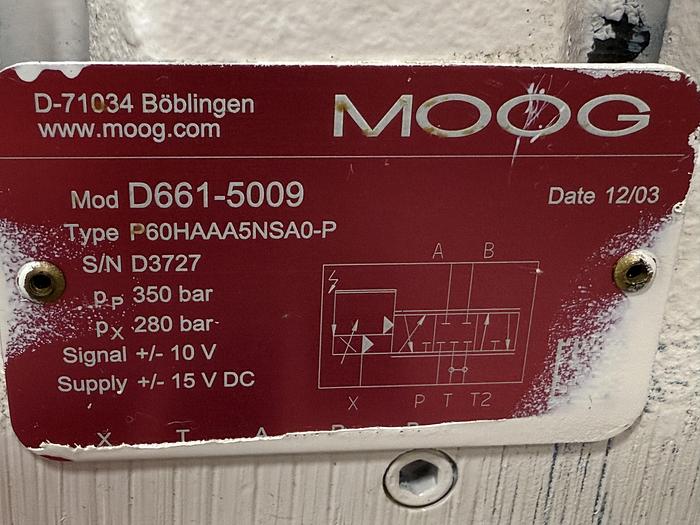 D-71034 Böblingen
www.moog.com
MOOG
Mod D661-5009
Date 12/03
Type P60HAAA5NSA0-P
S/N D3727
pP 350 bar
pX 280 bar
Signal +/- 10 V
Supply +/- 15 V DC
A B
X P T T2
X T A